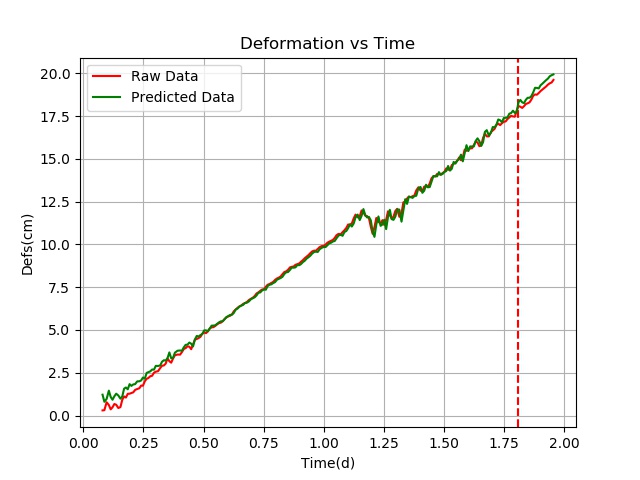 Deformation vs Time
Raw Data
Predicted Data
20.0
17.5
15.0
12.5
10.0
7.5
5.0
2.5
0.0
Defs(cm)
0.00 0.25 0.50 0.75 1.00 1.25 1.50 1.75 2.00
Time(d)